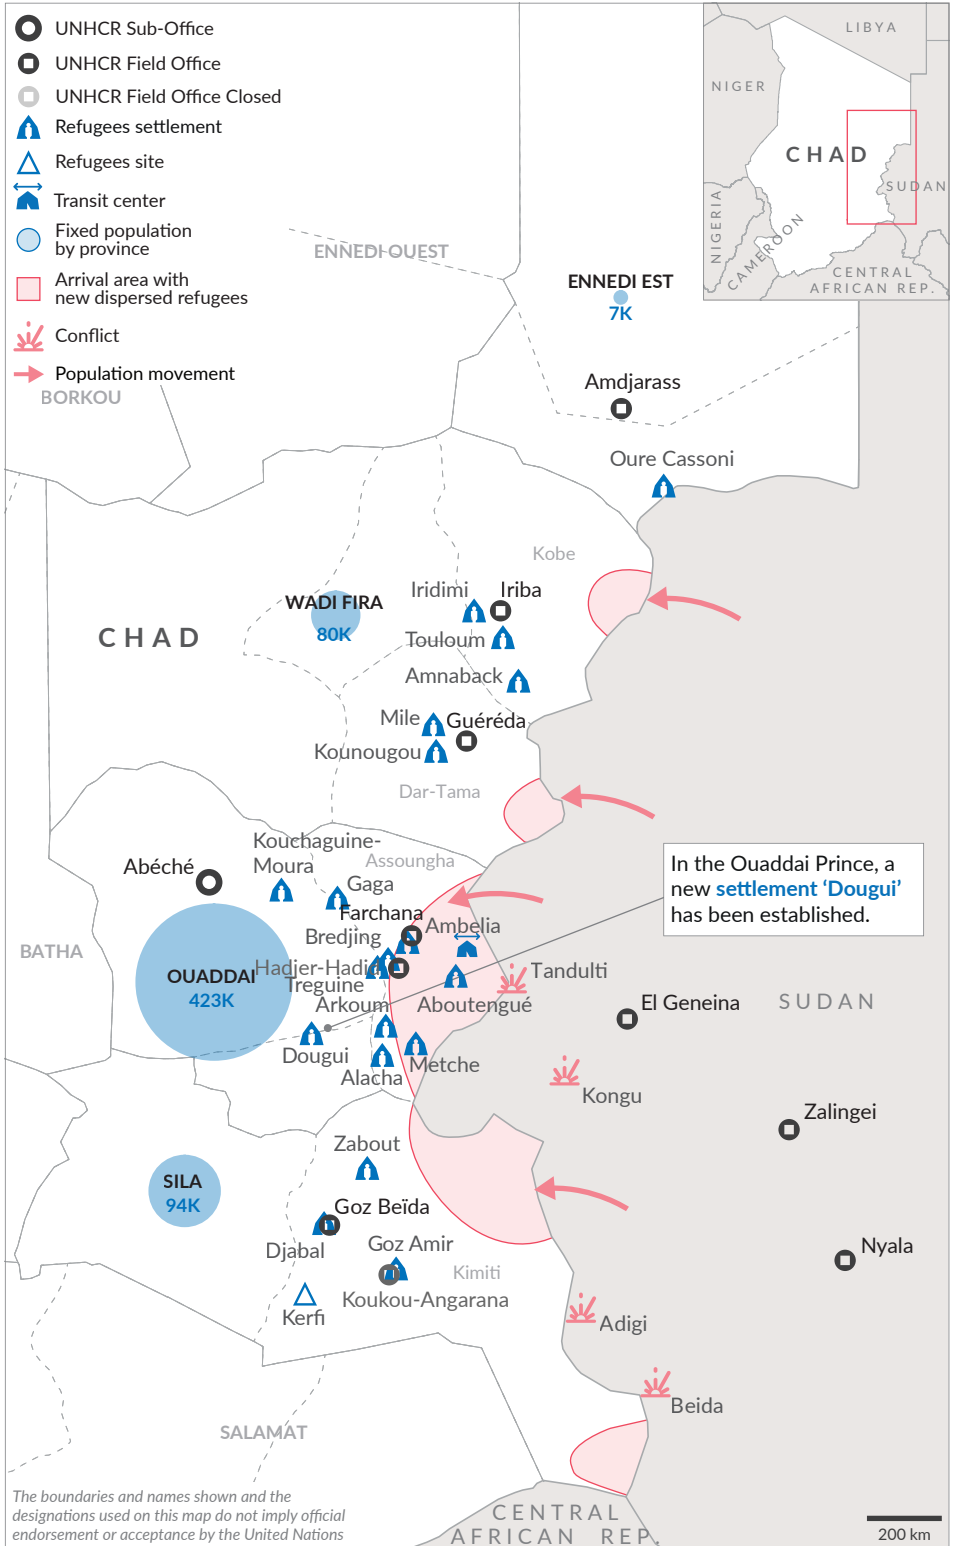 UNHCR Sub-Office
UNHCR Field Office
UNHCR Field Office Closed
Refugees settlement
Refugees site
Transit center
Fixed population
by province
Arrival area with
new dispersed refugees
Conflict
Population movement
LIBYA
NIGER
CHAD
SUDAN
NIGERIA
CAMEROON
CENTRAL
AFRICAN REP.
ENNEDI OUEST
ENNEDI EST
7K
Amdjarass
BORKOU
Oure Cassoni
Kobe
Iridimi
Iriba
WADI FIRA
80K
CHAD
Touloum
Amnaback
Mile
Guéréda
Kounougou
Dar-Tama
Kouchaguine-
Moura
Assoungha
Abéché
Gaga
In the Ouaddai Prince, a
new settlement ‘Dougui’
has been established.
Farchana
Ambelia
Bredjing
BATHA
OUADDAI
423K
Hadjer-Hadid
Treguine
Tandulti
Arkoum
Aboutengué
El Geneina
SUDAN
Dougui
Metche
Alacha
Kongu
Zalingei
Zabout
SILA
94K
Goz Beïda
Djabal
Goz Amir
Nyala
Kimiti
Koukou-Angarana
Kerfi
Adigi
Beida
SALAMAT
The boundaries and names shown and the
designations used on this map do not imply official
endorsement or acceptance by the United Nations
CENTRAL
AFRICAN REP.
200 km